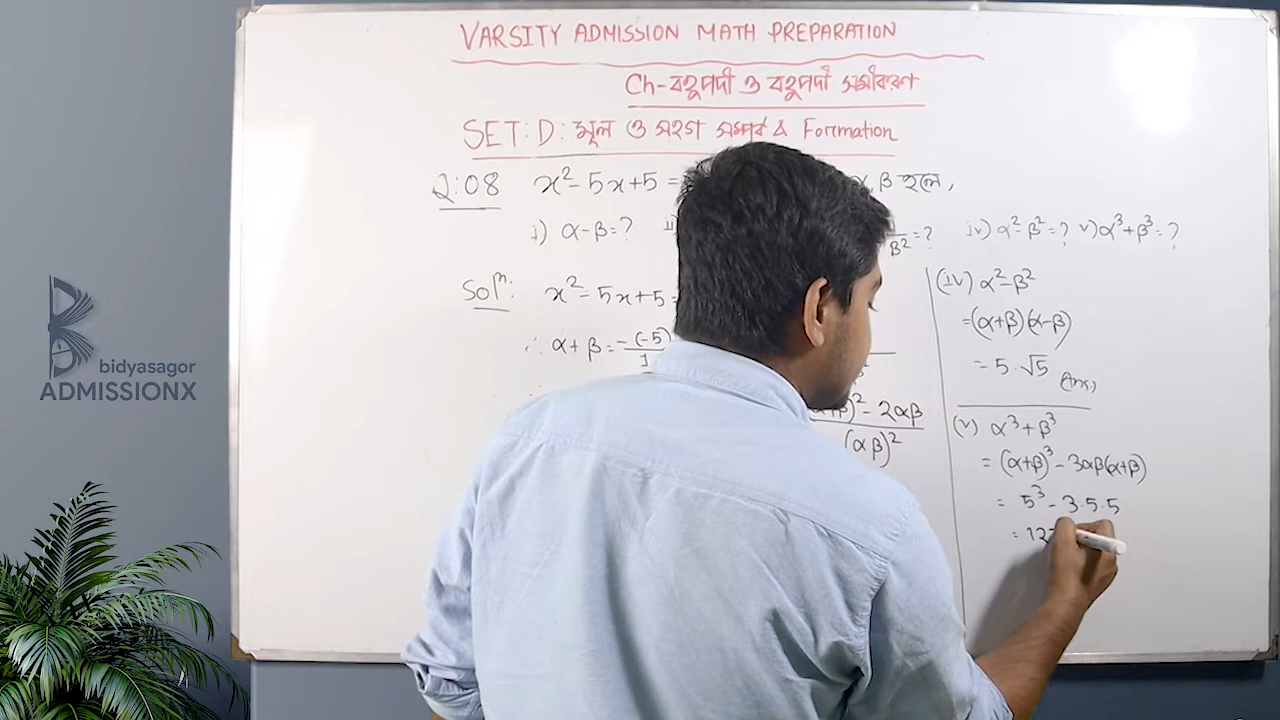 VARSITY ADMISSION MATH PREPARATION
Ch-বহুপদী ও বহুপদী সমীকরণ
SET: D: মূল ও সহগ সম্পর্ক & Formation
Q:08 x² - 5x + 5 = β হলে,
i) α - β = ? β² = ? iv) α² - β² = ? v) α³ + β³ = ?
Solⁿ: x² - 5x + 5 =
∴ α + β = -(-5)/1
)² - 2αβ
(αβ)²
(iv) α² - β²
= (α+β)(α-β)
= 5·√5 (Ans)
(v) α³ + β³
= (α+β)³ - 3αβ(α+β)
= 5³ - 3·5·5
= 12
bidyasagor
ADMISSIONX